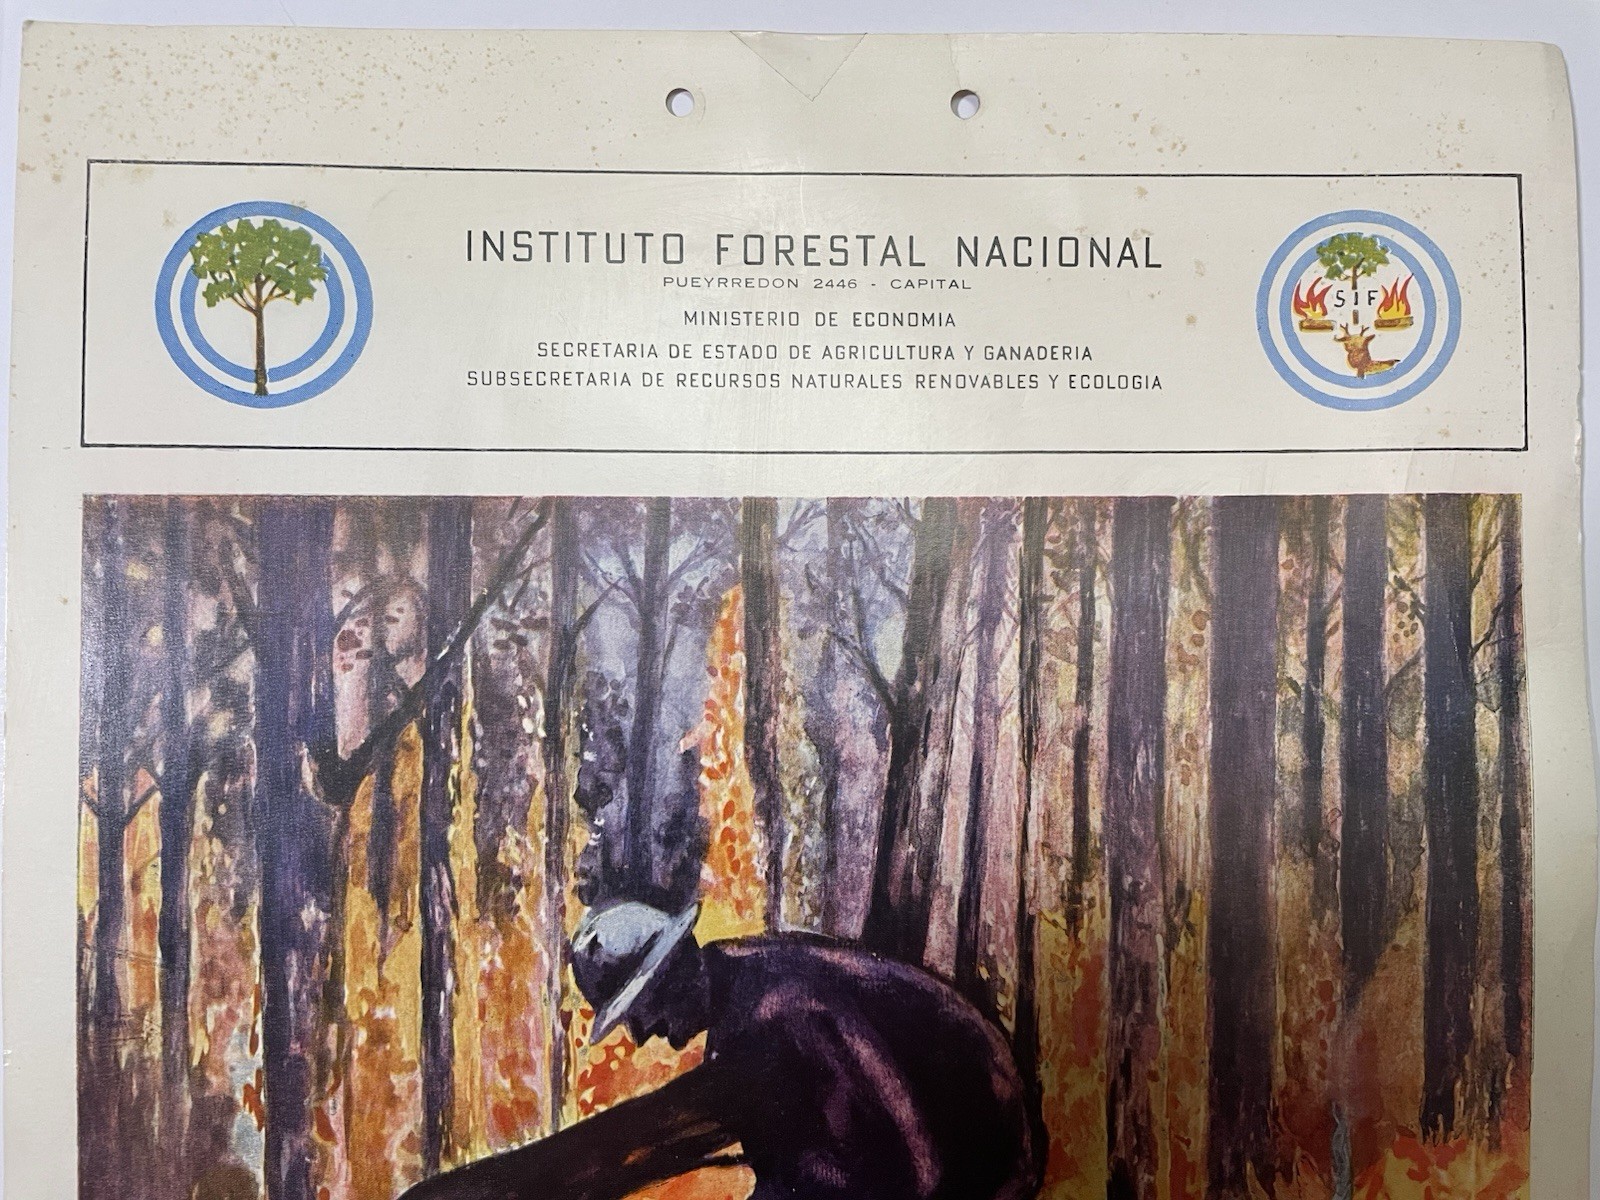 INSTITUTO FORESTAL NACIONAL
PUEYRREDON 2446 - CAPITAL
MINISTERIO DE ECONOMIA
SECRETARIA DE ESTADO DE AGRICULTURA Y GANADERIA
SUBSECRETARIA DE RECURSOS NATURALES RENOVABLES Y ECOLOGIA
S I F